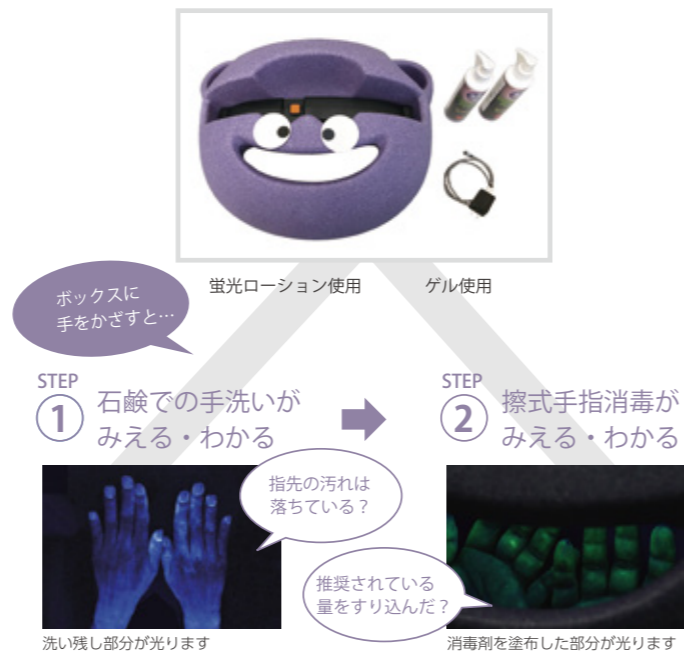 蛍光ローション使用
ゲル使用
ボックスに
手をかざすと…
STEP
1
石鹸での手洗いが
みえる・わかる
STEP
2
擦式手指消毒が
みえる・わかる
指先の汚れは
落ちている？
推奨されている
量をすり込んだ？
洗い残し部分が光ります
消毒剤を塗布した部分が光ります